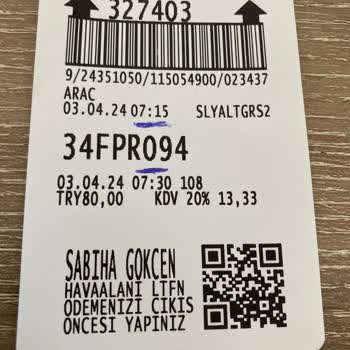 327403
9/24351050/115054900/023437
ARAC
03.04.24 07:15 SLYALTGRS2
34FPR094
03.04.24 07:30 108
TRY80,00 KDV 20% 13,33
SABIHA GOKCEN
HAVAALANI LTFN
ODEMENIZI CIKIS
ONCESI YAPINIZ